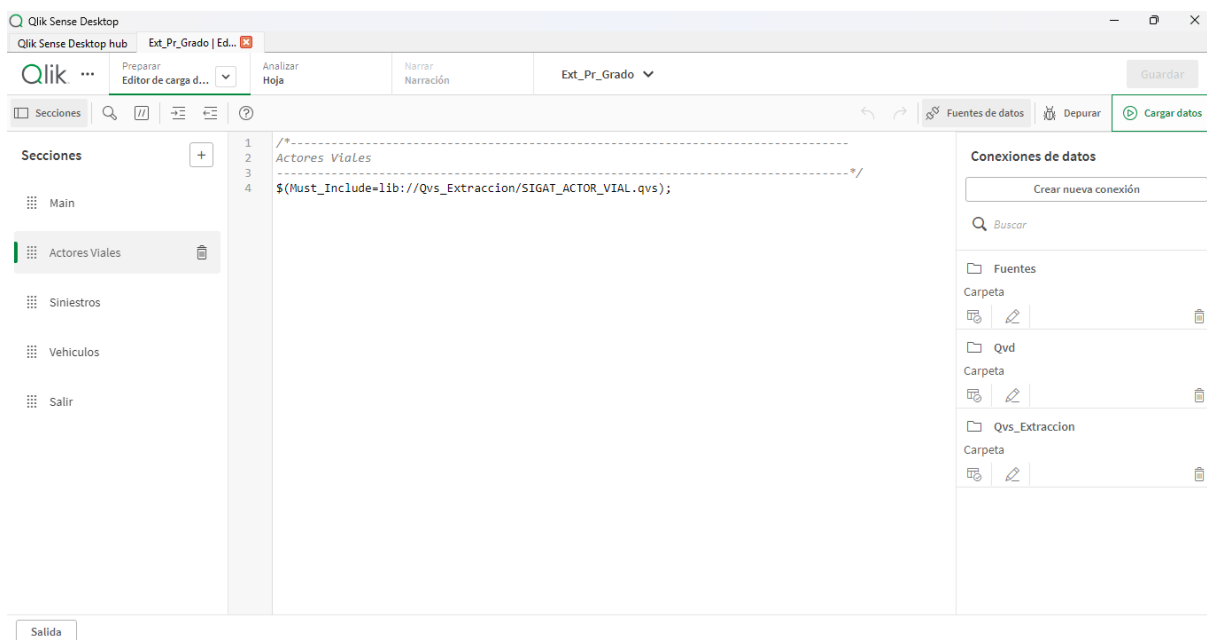 Qlik Sense Desktop
Qlik Sense Desktop hub Ext_Pr_Grado | Ed...
Qlik ... Preparar Analizar Narrar Ext_Pr_Grado Guardar
Editor de carga d... Hoja Narración
Secciones // Fuentes de datos Depurar Cargar datos
Secciones +
Main
Actores Viales
Siniestros
Vehiculos
Salir
1 /*--------------------------------------------------------------------------------
2 Actores Viales
3 --------------------------------------------------------------------------------*/
4 $(Must_Include=lib://Qvs_Extraccion/SIGAT_ACTOR_VIAL.qvs);
Conexiones de datos
Crear nueva conexión
Buscar
Fuentes
Carpeta
Qvd
Carpeta
Qvs_Extraccion
Carpeta
Salida